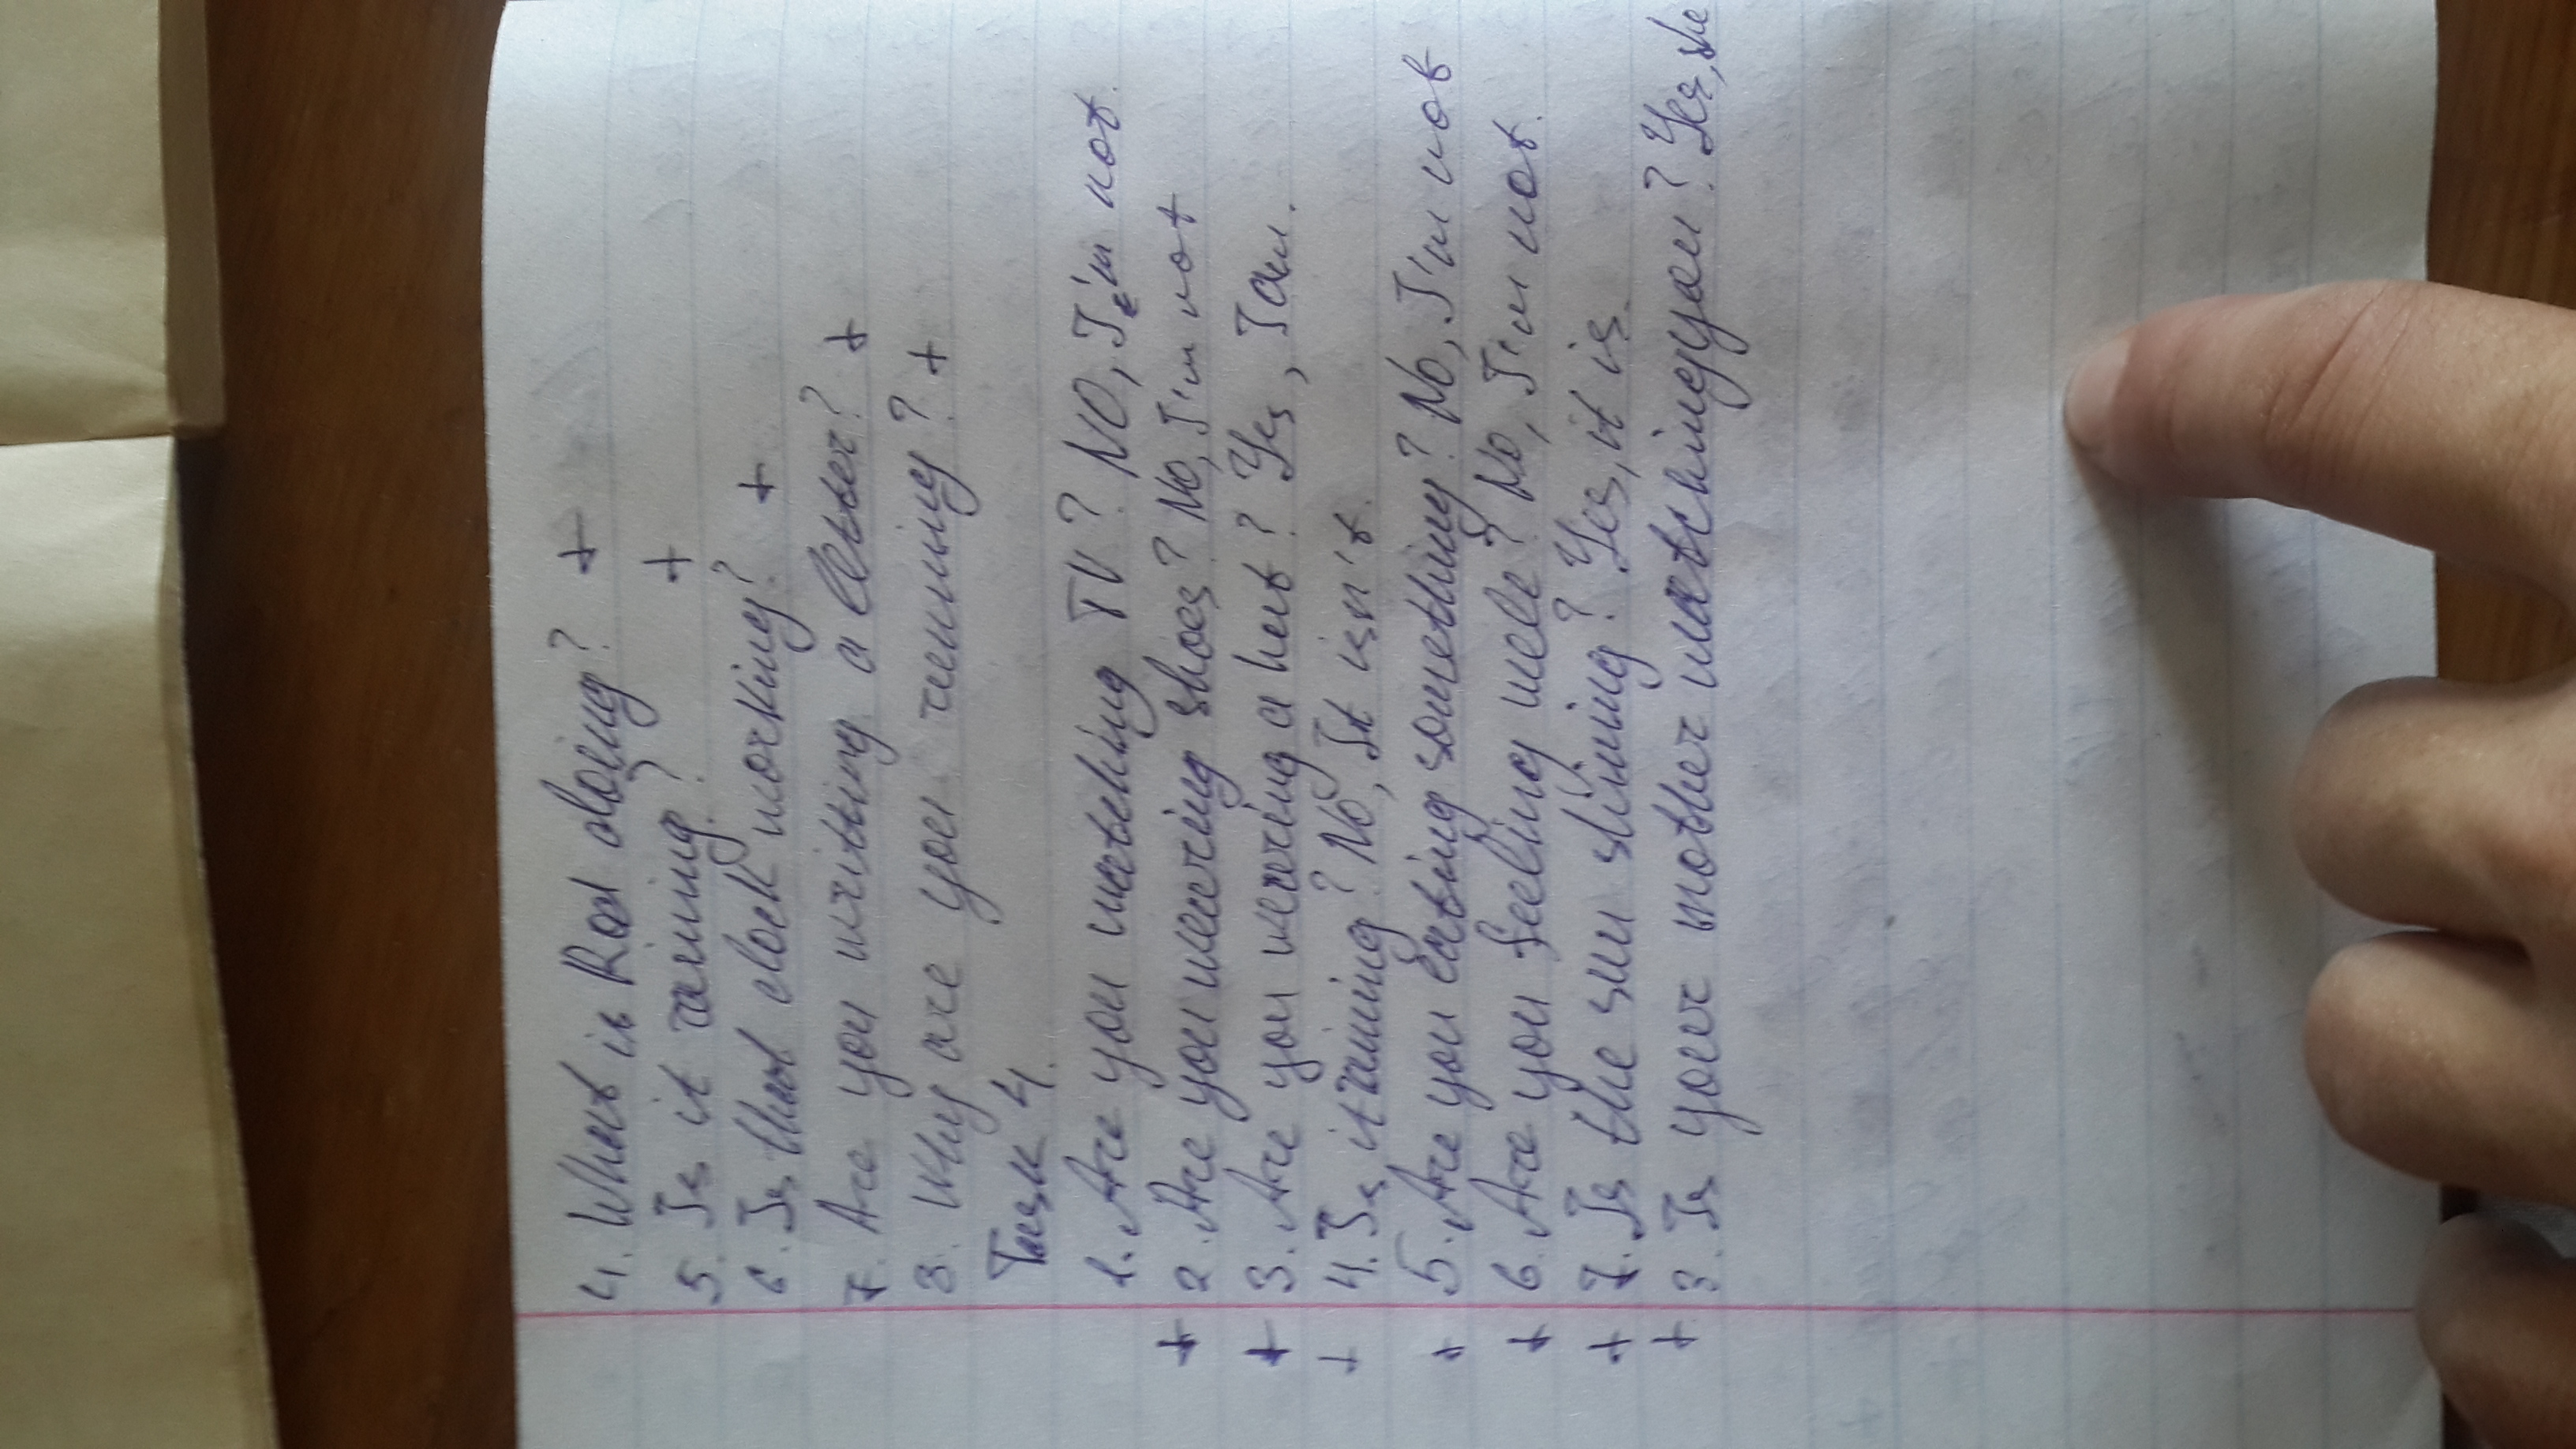 4. What is Rod doing? +
5. Is it raining? +
6. Is that clock working? +
7. Are you writting a letter? +
8. Why are you running? +
Task 4.
1. Are you watching TV? NO, I'm not.
+ 2. Are you wearing shoes? No, I'm not
+ 3. Are you wearing a hat? Yes, I am.
+ 4. Is it raining? No, It isn't.
+ 5. Are you eating something? No, I'm not
+ 6. Are you feeling well? No, I'm not.
+ 7. Is the sun shining? Yes, it is.
+ 8. Is your mother watching you? Yes, she